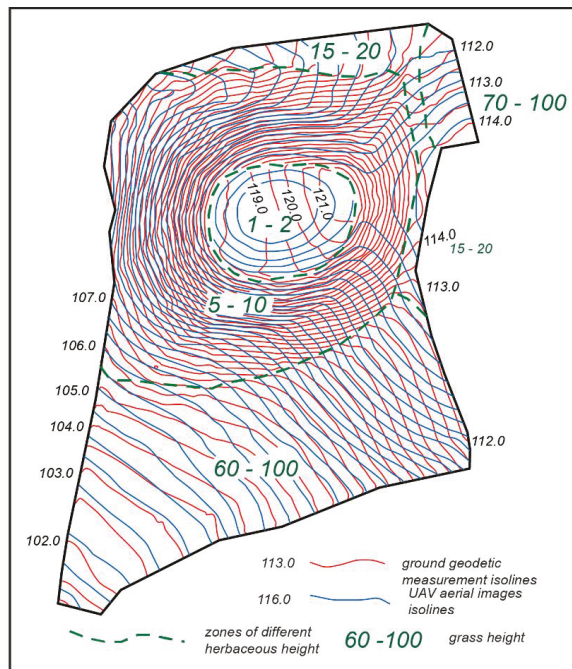 15 - 20
112.0
113.0
70 - 100
114.0
119.0
120.0
121.0
1 - 2
114.0
15 - 20
107.0
5 - 10
113.0
106.0
105.0
104.0
112.0
60 - 100
103.0
102.0
113.0 ground geodetic
measurement isolines
116.0 UAV aerial images
isolines
zones of different
herbaceous height
60 -100 grass height